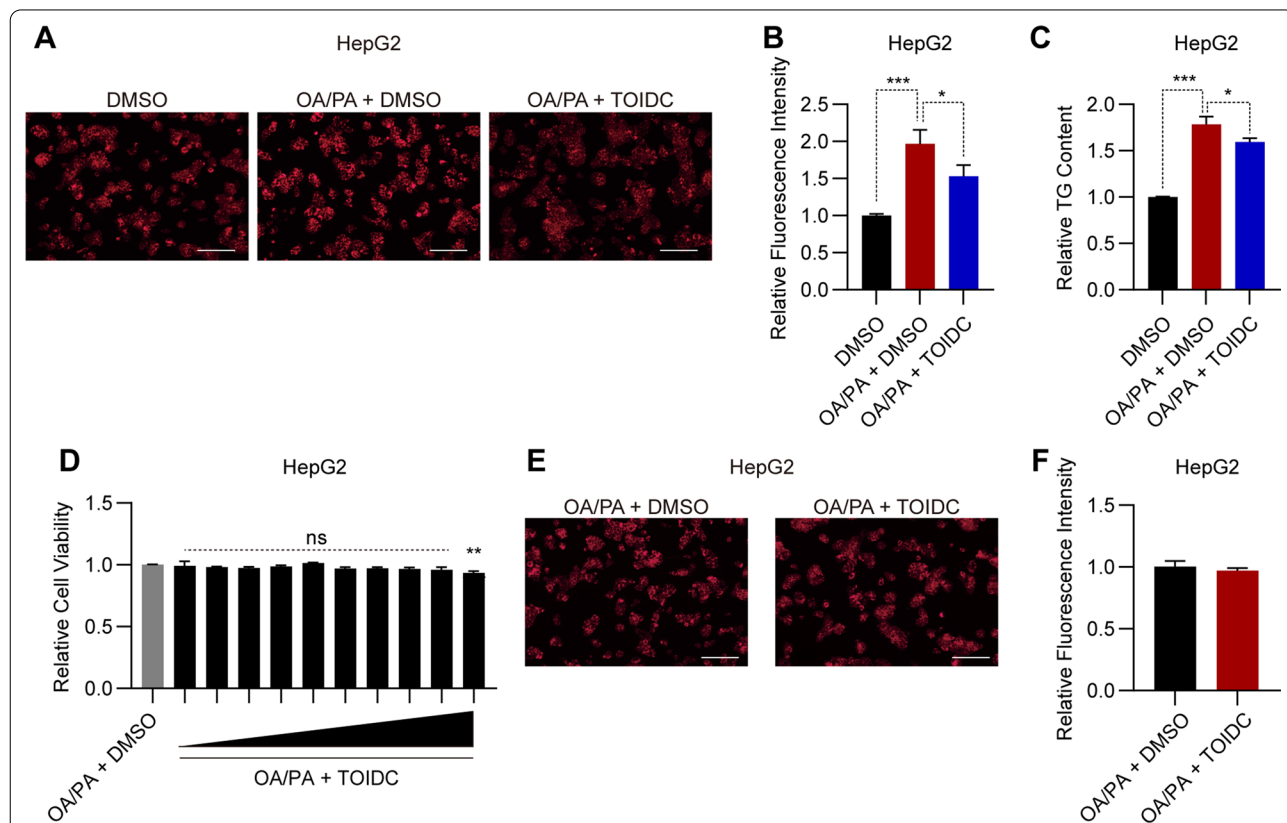 A
HepG2
DMSO
OA/PA + DMSO
OA/PA + TOIDC
B
HepG2
***
*
Relative Fluorescence Intensity
2.5
2.0
1.5
1.0
0.5
0.0
DMSO
OA/PA + DMSO
OA/PA + TOIDC
C
HepG2
***
*
Relative TG Content
2.0
1.5
1.0
0.5
0.0
DMSO
OA/PA + DMSO
OA/PA + TOIDC
D
HepG2
Relative Cell Viability
1.5
1.0
0.5
0.0
ns
**
OA/PA + DMSO
OA/PA + TOIDC
E
HepG2
OA/PA + DMSO
OA/PA + TOIDC
F
HepG2
Relative Fluorescence Intensity
1.5
1.0
0.5
0.0
OA/PA + DMSO
OA/PA + TOIDC